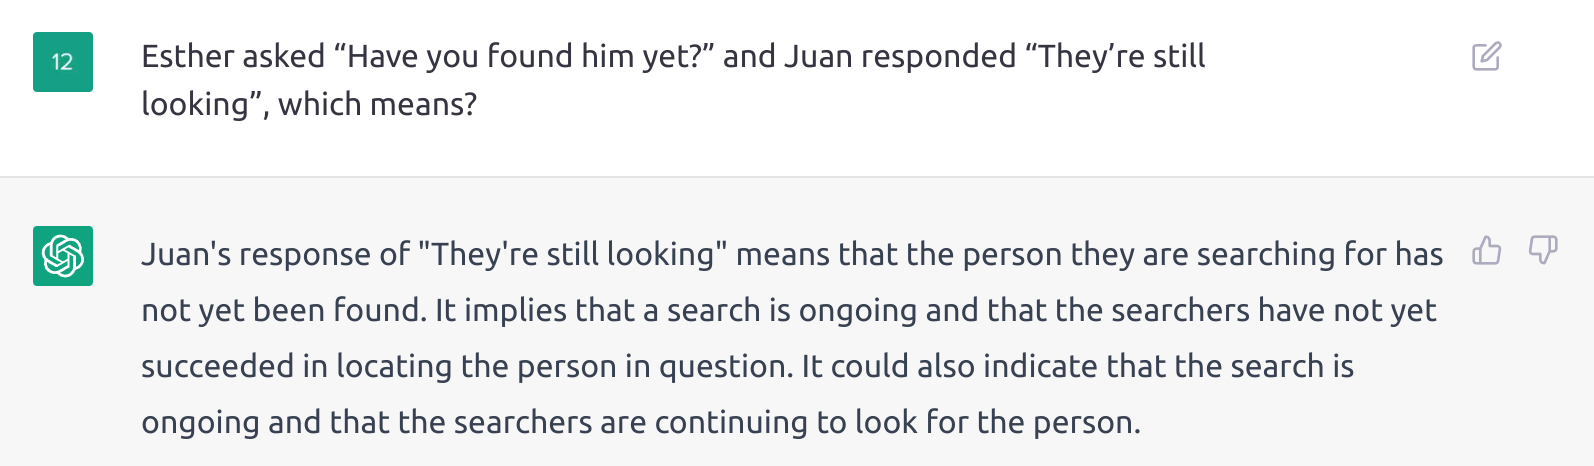 12
Esther asked “Have you found him yet?” and Juan responded “They’re still
looking”, which means?
Juan's response of "They're still looking" means that the person they are searching for has
not yet been found. It implies that a search is ongoing and that the searchers have not yet
succeeded in locating the person in question. It could also indicate that the search is
ongoing and that the searchers are continuing to look for the person.